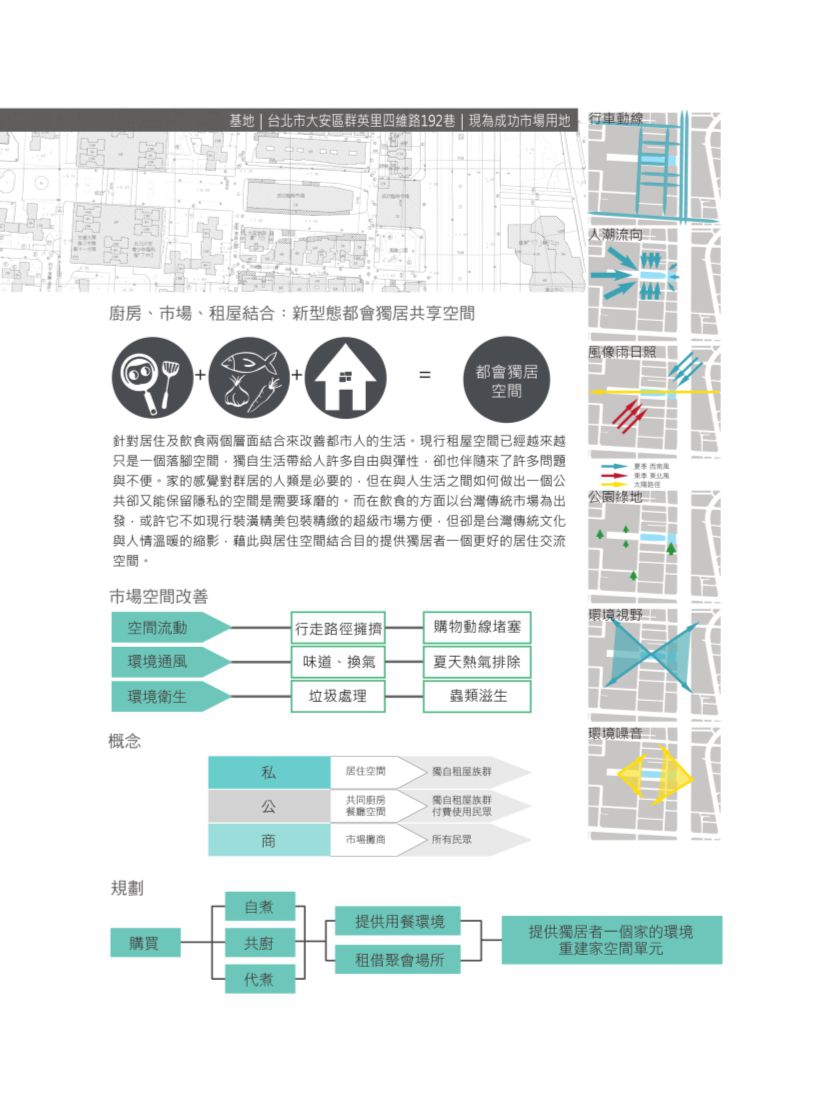 基地 | 台北市大安區群英里四維路192巷 | 現為成功市場用地
廚房、市場、租屋結合：新型態都會獨居共享空間
+
+
=
都會獨居
空間
針對居住及飲食兩個層面結合來改善都市人的生活。現行租屋空間已經越來越
只是一個落腳空間，獨自生活帶給人許多自由與彈性，卻也伴隨來了許多問題
與不便。家的感覺對群居的人類是必要的，但在與人生活之間如何做出一個公
共卻又能保留隱私的空間是需要琢磨的。而在飲食的方面以台灣傳統市場為出
發，或許它不如現行裝潢精美包裝精緻的超級市場方便，但卻是台灣傳統文化
與人情溫暖的縮影，藉此與居住空間結合目的提供獨居者一個更好的居住交流
空間。
市場空間改善
空間流動
行走路徑擁擠
購物動線堵塞
環境通風
味道、換氣
夏天熱氣排除
環境衛生
垃圾處理
蟲類滋生
概念
私
居住空間
獨自租屋族群
公
共同廚房
餐廳空間
獨自租屋族群
付費使用民眾
商
市場攤商
所有民眾
規劃
購買
自煮
共廚
代煮
提供用餐環境
租借聚會場所
提供獨居者一個家的環境
重建家空間單元
行車動線
人潮流向
風像雨日照
夏季 西南風
東季 東北風
太陽路徑
公園綠地
環境視野
環境噪音